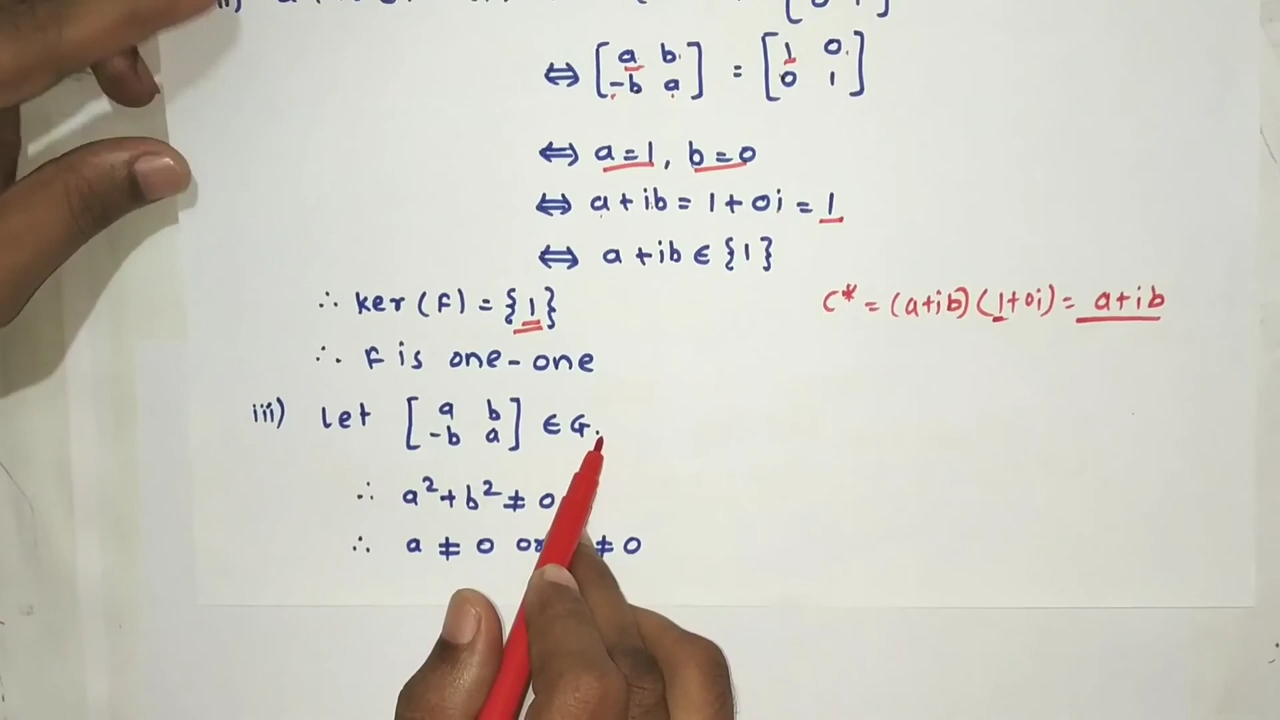 ⇔ [a b; -b a] = [1 0; 0 1]
⇔ a=1, b=0
⇔ a+ib = 1+0i = 1
⇔ a+ib ∈ {1}
∴ ker(F) = {1}
C* = (a+ib)(1+0i) = a+ib
∴ F is one-one
iii) Let [a b; -b a] ∈ G.
∴ a²+b² ≠ 0
∴ a ≠ 0 or ≠ 0